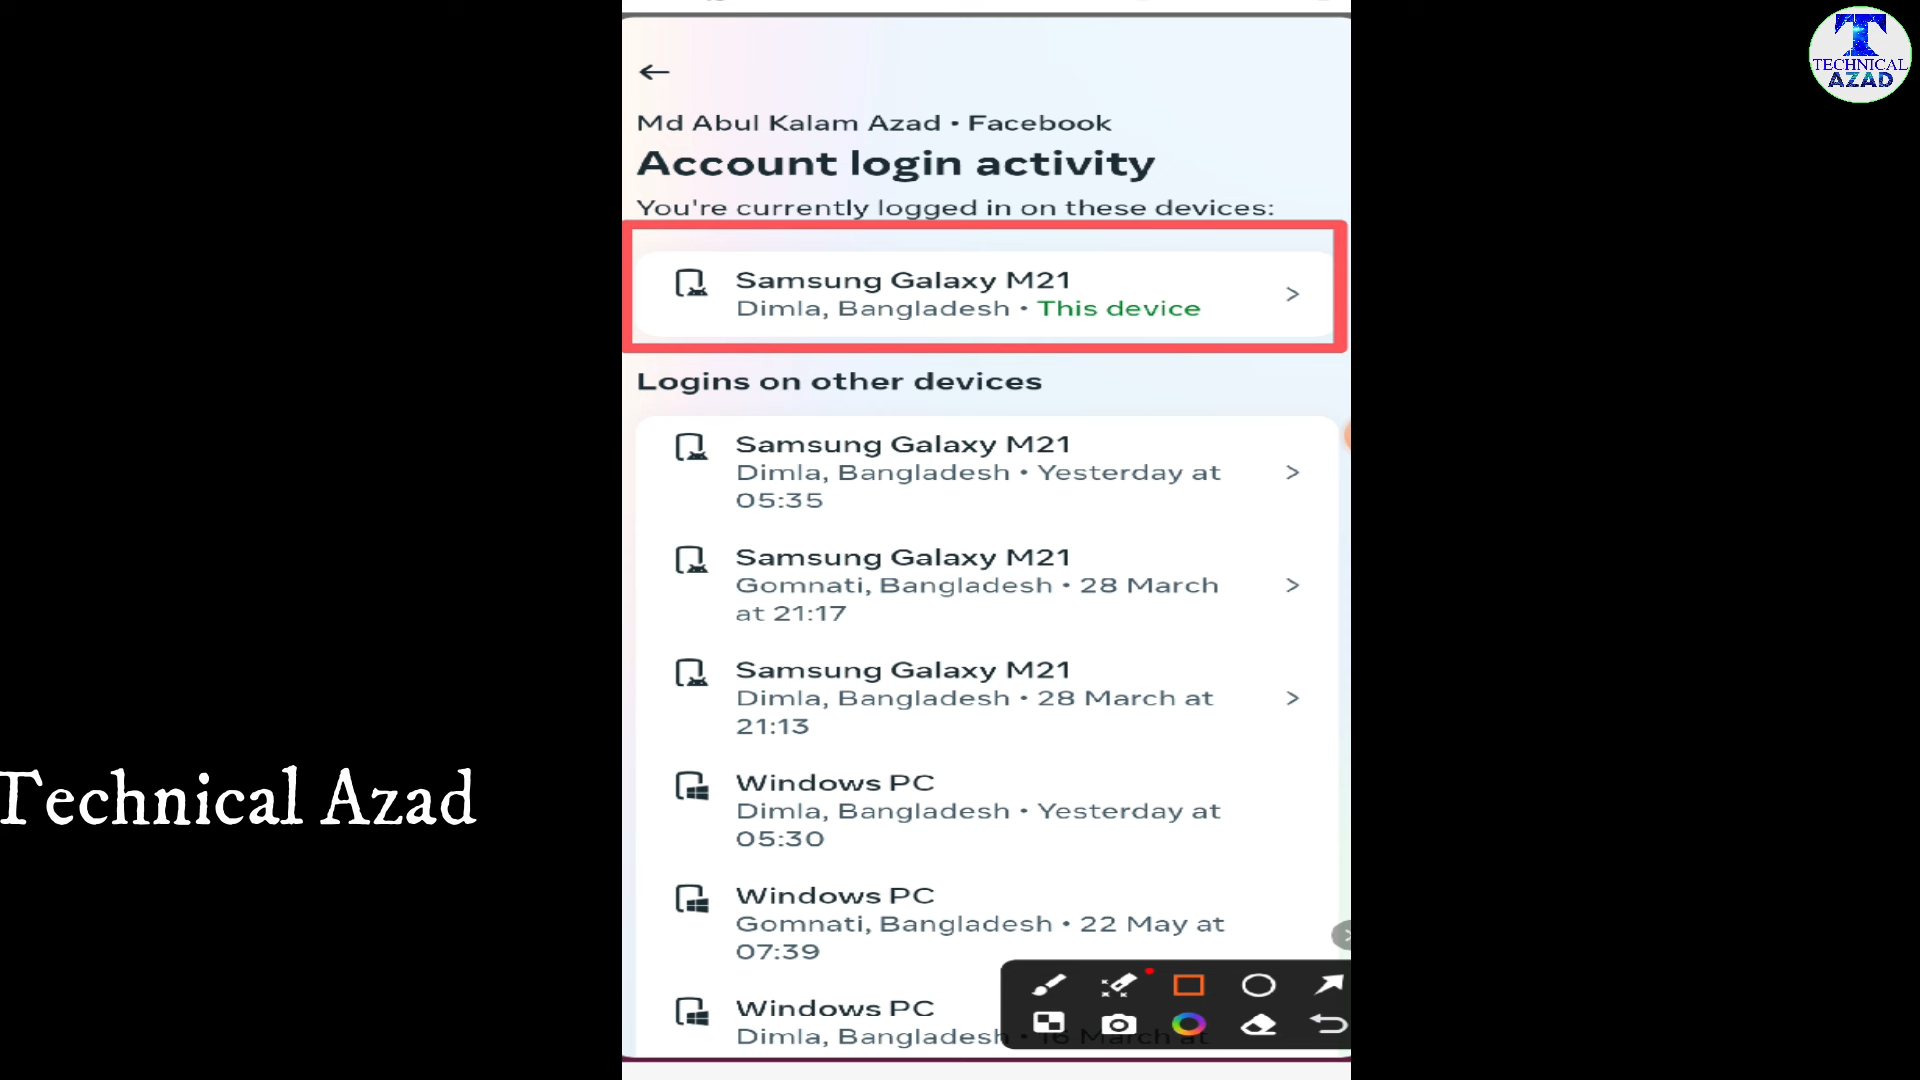 TECHNICAL
AZAD
Md Abul Kalam Azad • Facebook
Account login activity
You're currently logged in on these devices:
Samsung Galaxy M21
Dimla, Bangladesh • This device
Logins on other devices
Samsung Galaxy M21
Dimla, Bangladesh • Yesterday at
05:35
Samsung Galaxy M21
Gomnati, Bangladesh • 28 March
at 21:17
Samsung Galaxy M21
Dimla, Bangladesh • 28 March at
21:13
Windows PC
Dimla, Bangladesh • Yesterday at
05:30
Windows PC
Gomnati, Bangladesh • 22 May at
07:39
Windows PC
Dimla, Bangladesh • 16 March at
Technical Azad